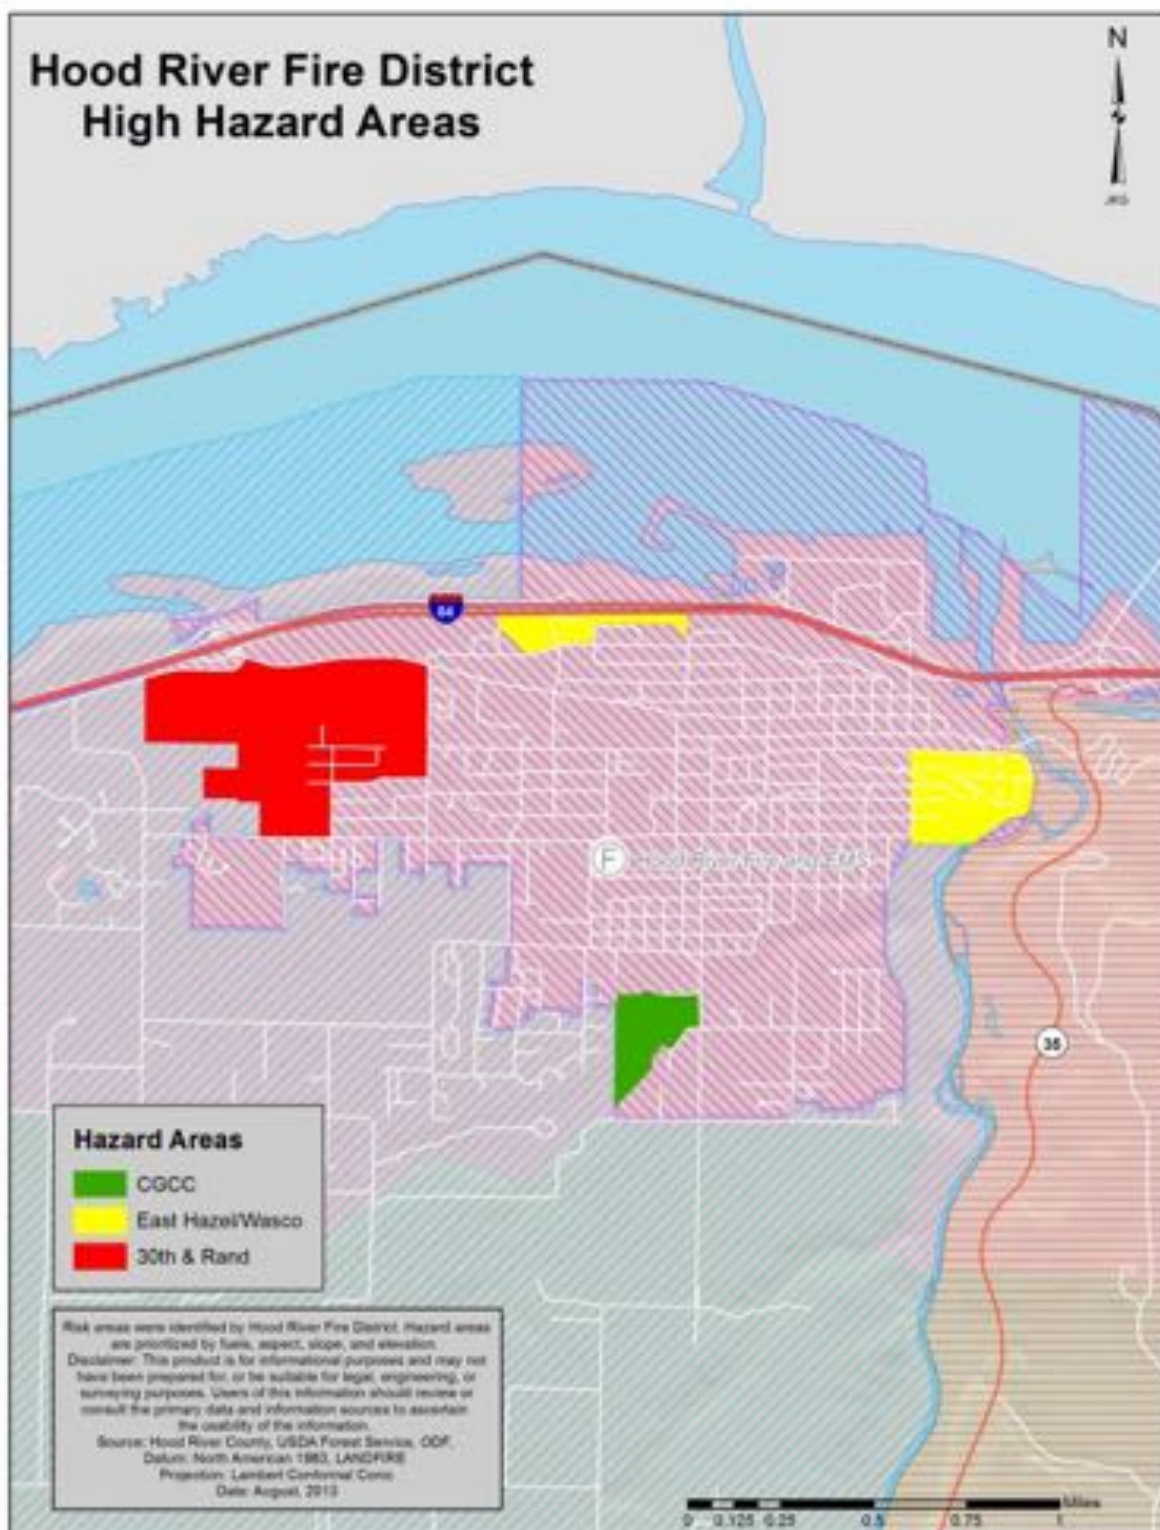 Hood River Fire District
High Hazard Areas
N
JRS
84
F Hood River Fire and EMS
35
Hazard Areas
CGCC
East Hazel/Wasco
30th & Rand
Risk areas were identified by Hood River Fire District. Hazard areas
are prioritized by fuels, aspect, slope, and elevation.
Disclaimer: This product is for informational purposes and may not
have been prepared for, or be suitable for legal, engineering, or
surveying purposes. Users of this information should review or
consult the primary data and information sources to ascertain
the usability of the information.
Source: Hood River County, USDA Forest Service, ODF,
Datum: North American 1983, LANDFIRE
Projection: Lambert Conformal Conic
Date: August, 2013
Miles
0 0.125 0.25 0.5 0.75 1